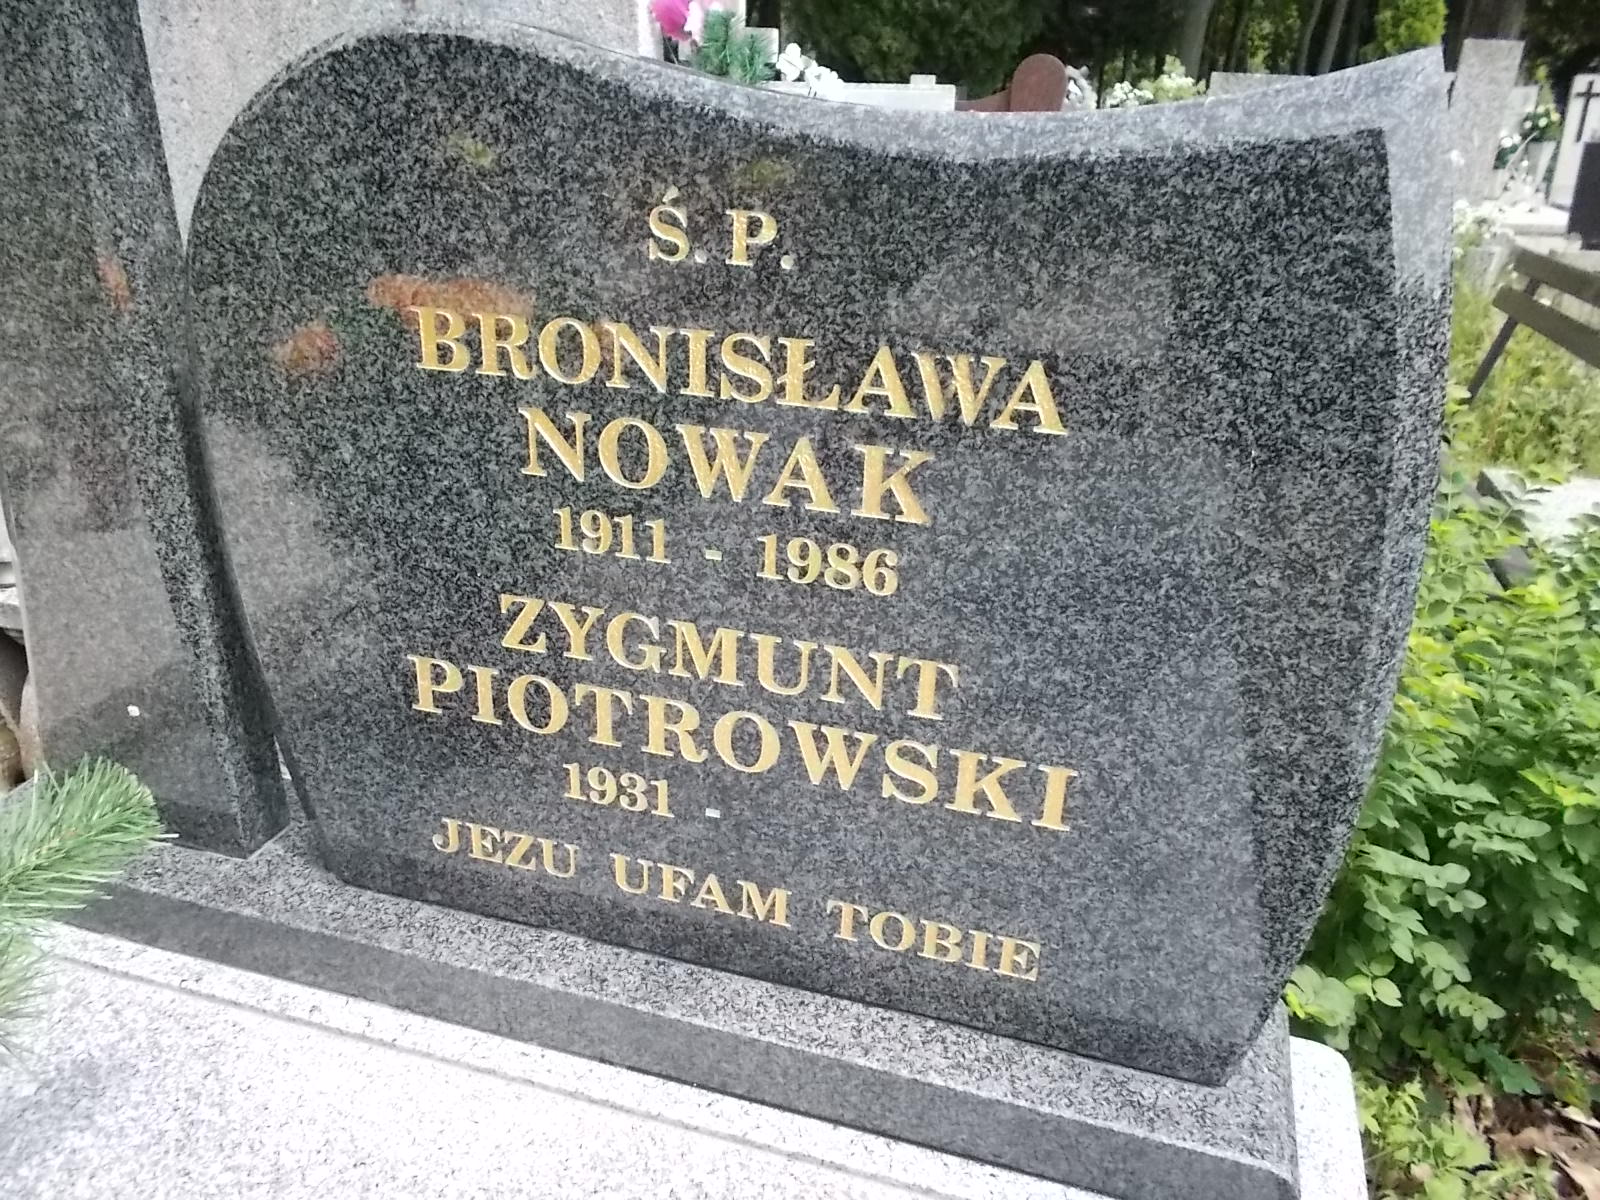 Ś. P.
BRONISŁAWA
NOWAK
1911 - 1986
ZYGMUNT
PIOTROWSKI
1931 -
JEZU UFAM TOBIE